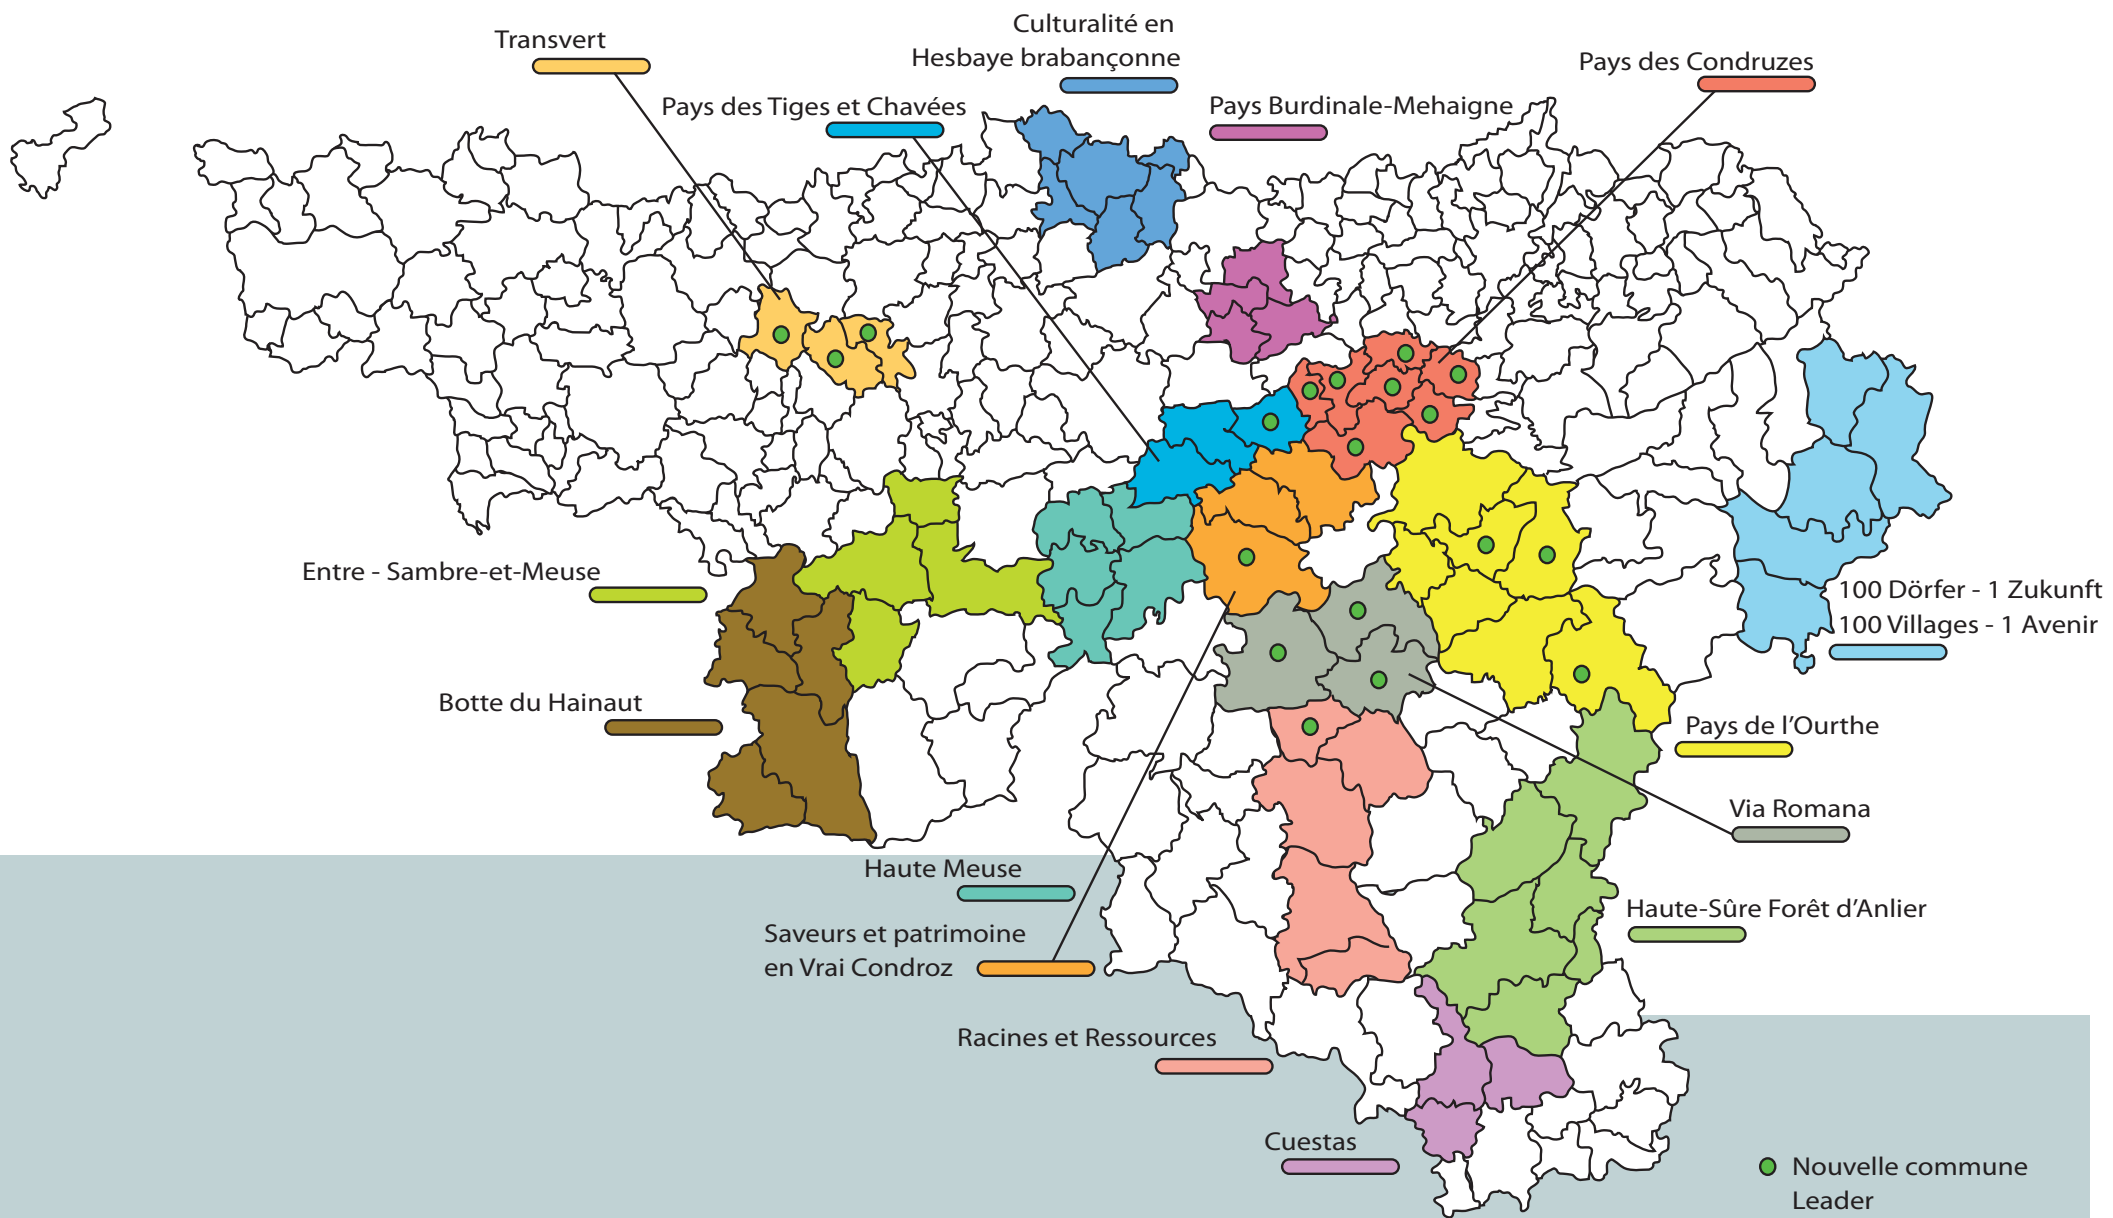 Culturalité en
Hesbaye brabançonne
Transvert
Pays des Condruzes
Pays des Tiges et Chavées
Pays Burdinale-Mehaigne
Entre - Sambre-et-Meuse
100 Dörfer - 1 Zukunft
100 Villages - 1 Avenir
Botte du Hainaut
Pays de l'Ourthe
Via Romana
Haute Meuse
Haute-Sûre Forêt d'Anlier
Saveurs et patrimoine
en Vrai Condroz
Racines et Ressources
Cuestas
Nouvelle commune
Leader